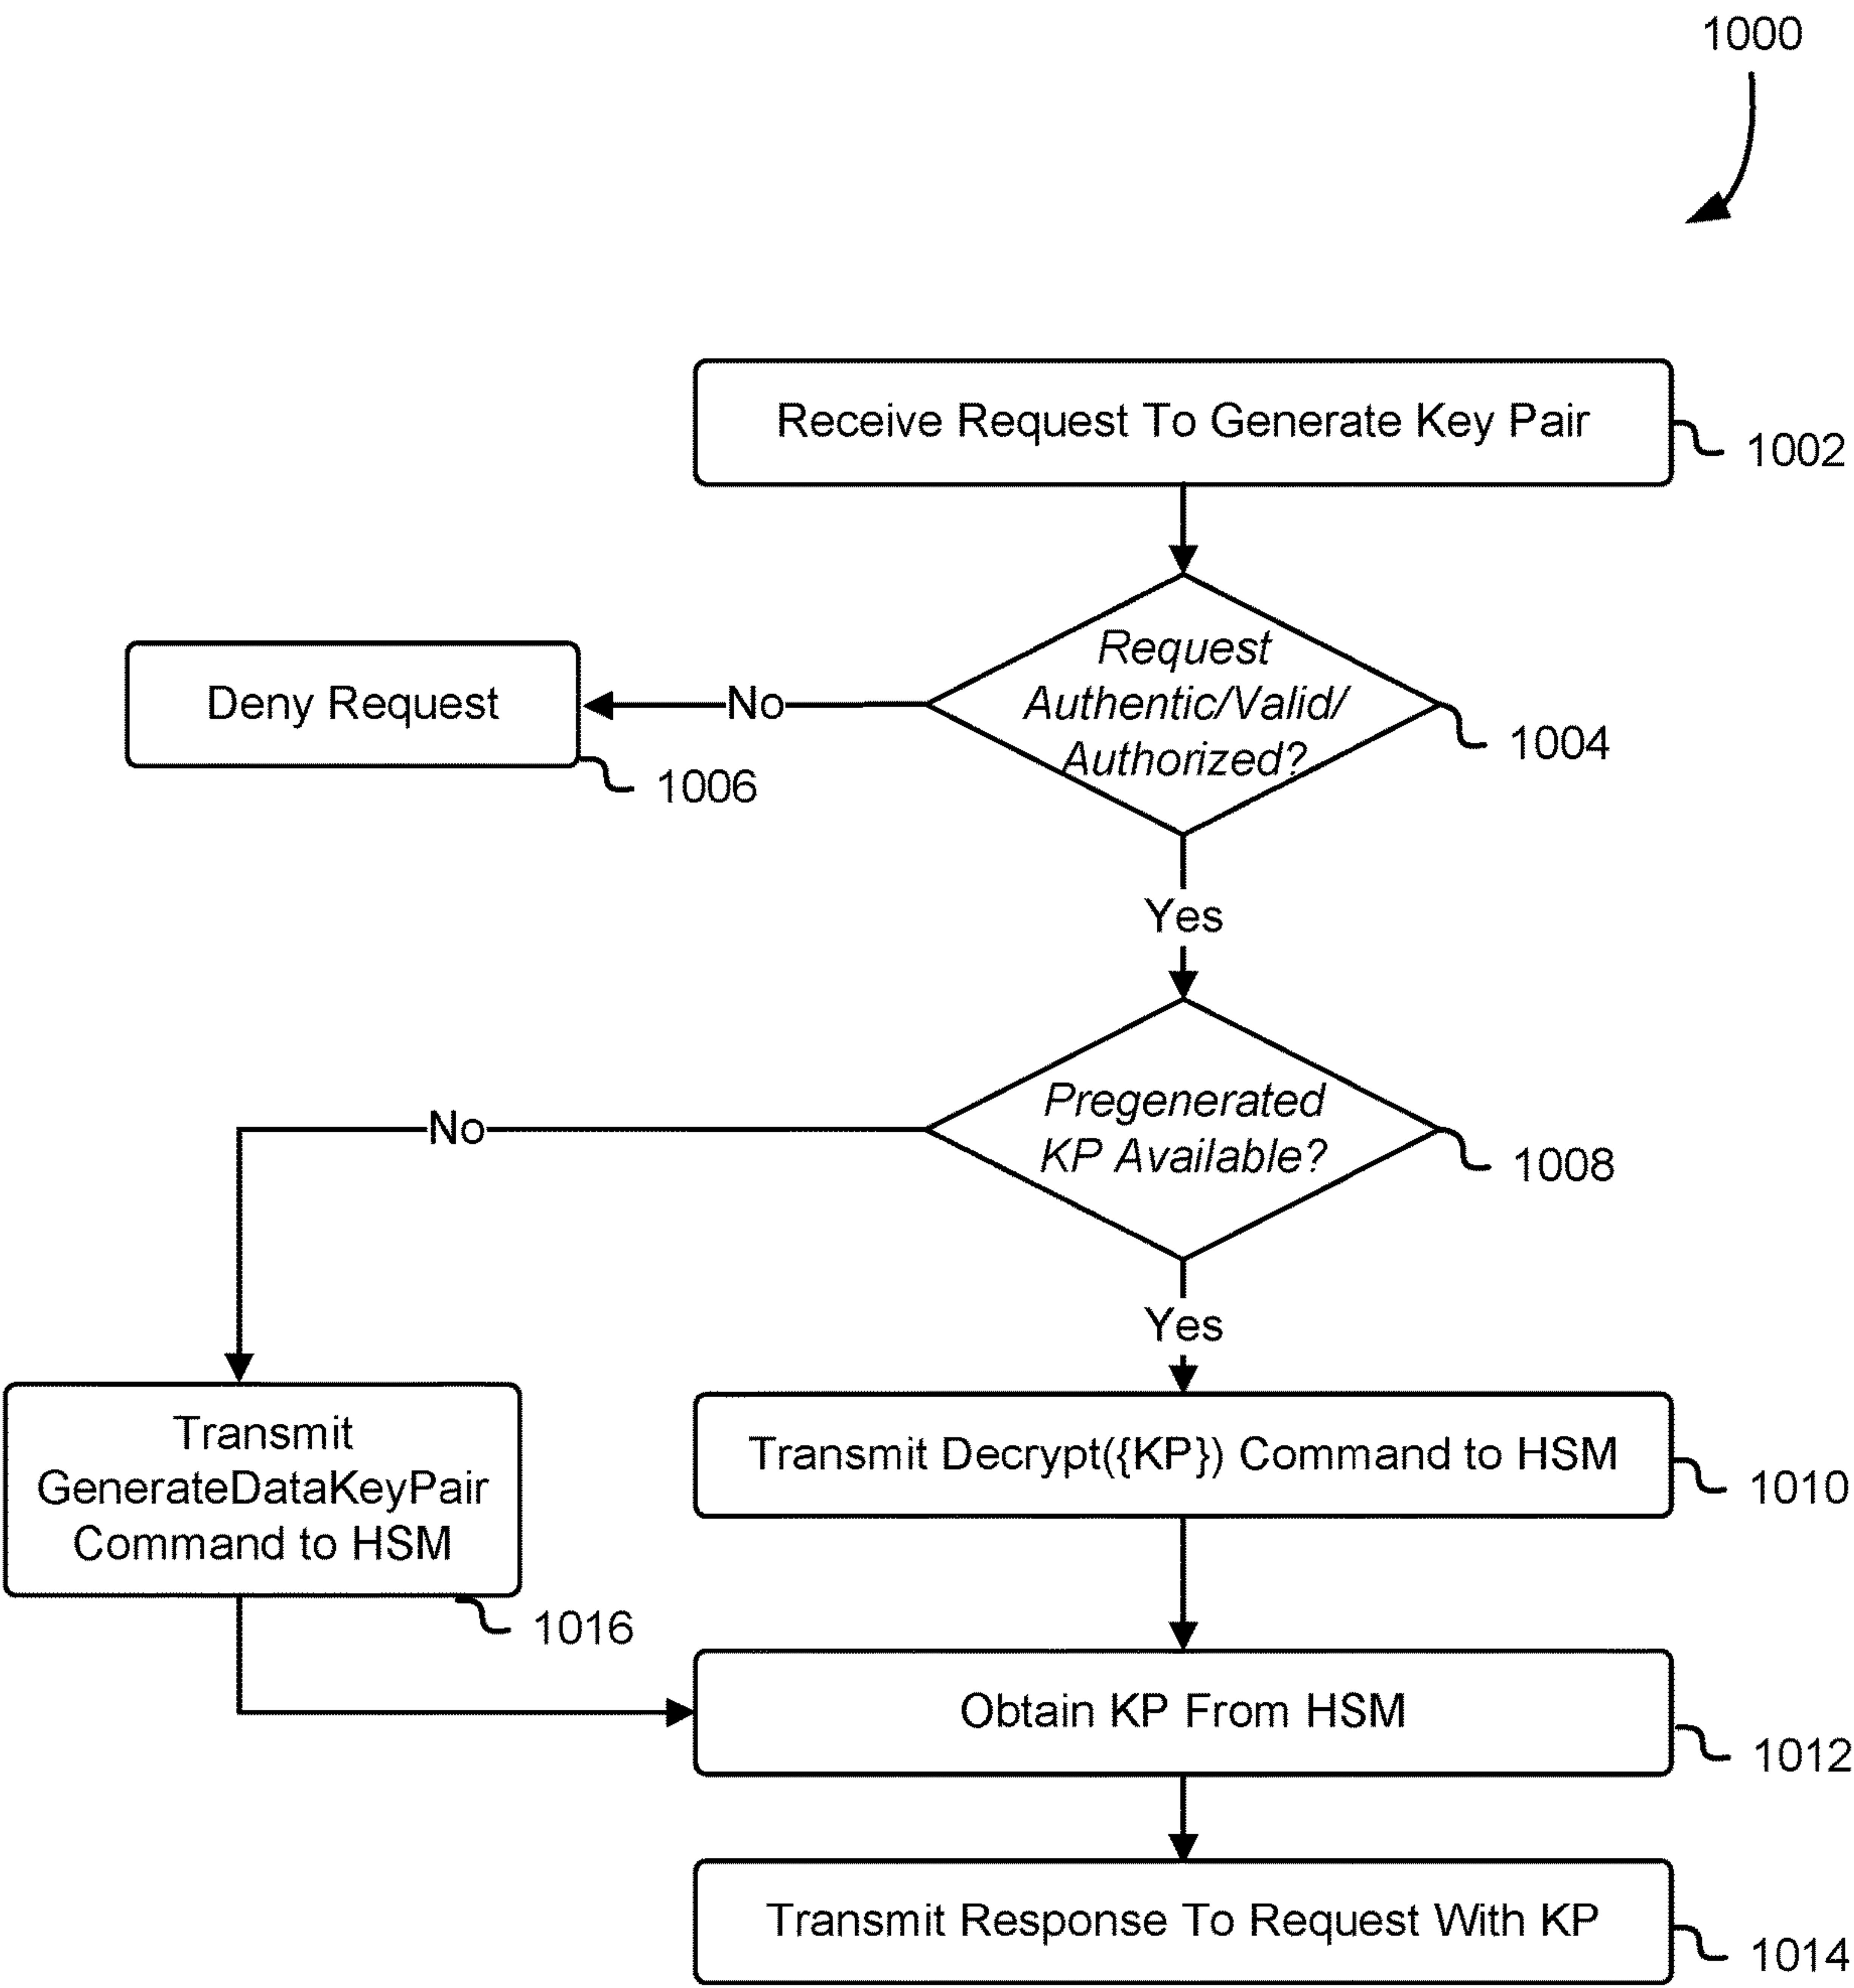 1000
Receive Request To Generate Key Pair
1002
Request
Authentic/Valid/
Authorized?
1004
No
Deny Request
1006
Yes
Pregenerated
KP Available?
1008
No
Yes
Transmit
GenerateDataKeyPair
Command to HSM
1016
Transmit Decrypt({KP}) Command to HSM
1010
Obtain KP From HSM
1012
Transmit Response To Request With KP
1014